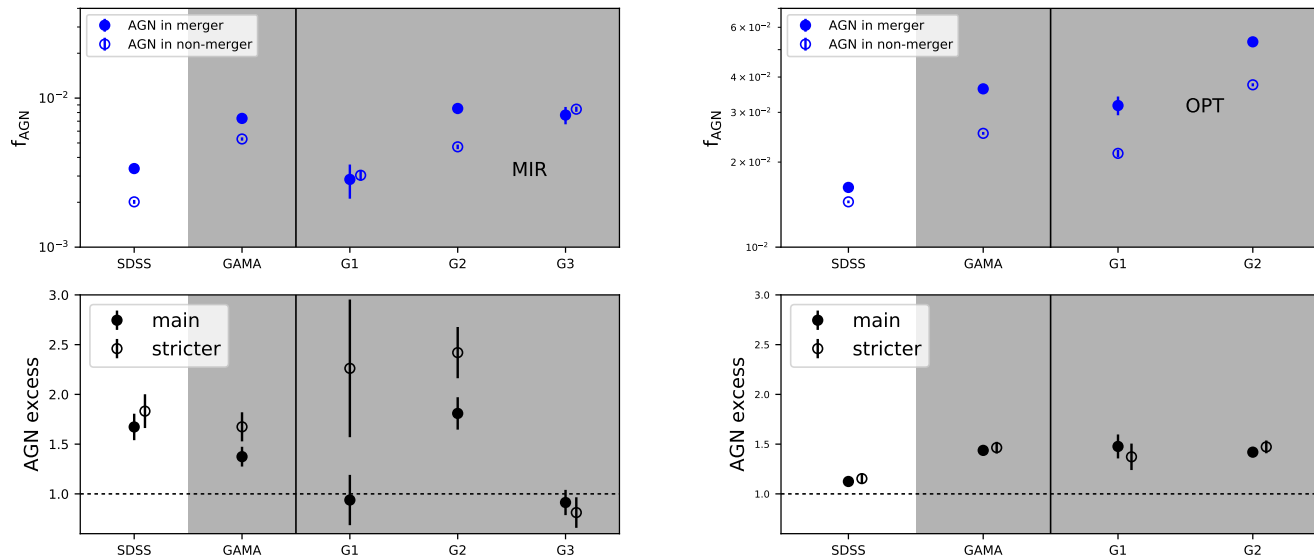 AGN in merger
AGN in non-merger
10⁻²
10⁻³
f_AGN
MIR
SDSS
GAMA
G1
G2
G3
AGN in merger
AGN in non-merger
6 × 10⁻²
4 × 10⁻²
3 × 10⁻²
2 × 10⁻²
10⁻²
f_AGN
OPT
SDSS
GAMA
G1
G2
main
stricter
3.0
2.5
2.0
1.5
1.0
AGN excess
SDSS
GAMA
G1
G2
G3
main
stricter
3.0
2.5
2.0
1.5
1.0
AGN excess
SDSS
GAMA
G1
G2